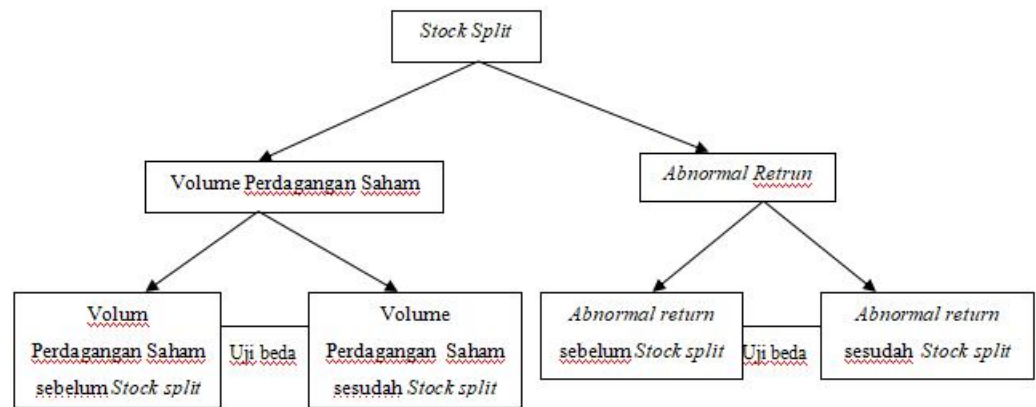 Stock Split
Volume Perdagangan Saham
Abnormal Retrun
Volum
Perdagangan Saham
sebelum Stock split
Uji beda
Volume
Perdagangan Saham
sesudah Stock split
Abnormal return
sebelum Stock split
Uji beda
Abnormal return
sesudah Stock split